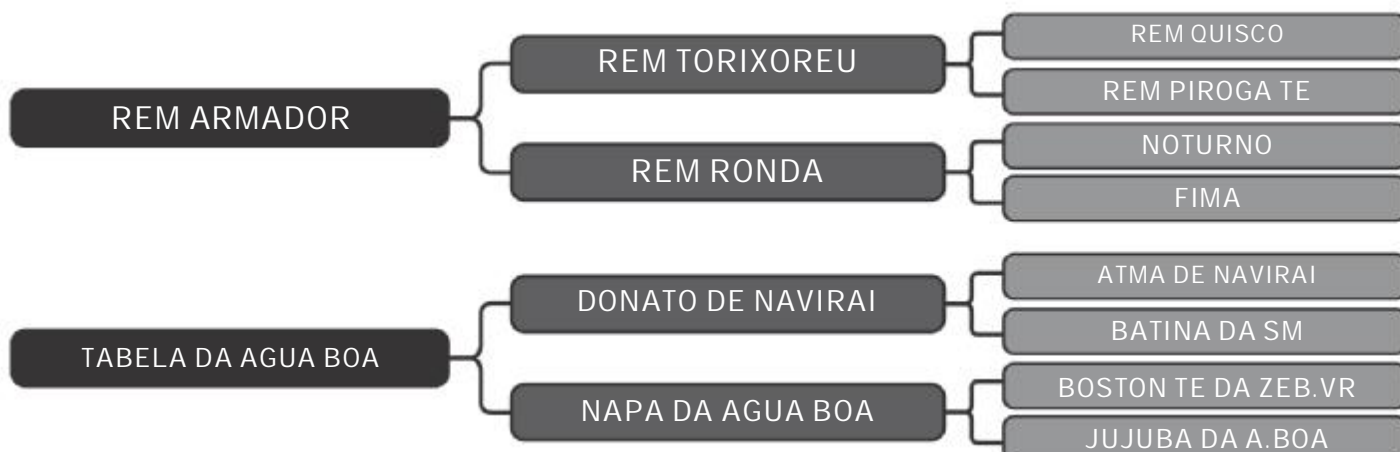 REM ARMADOR
REM TORIXOREU
REM QUISCO
REM PIROGA TE
REM RONDA
NOTURNO
FIMA
TABELA DA AGUA BOA
DONATO DE NAVIRAI
ATMA DE NAVIRAI
BATINA DA SM
NAPA DA AGUA BOA
BOSTON TE DA ZEB.VR
JUJUBA DA A.BOA